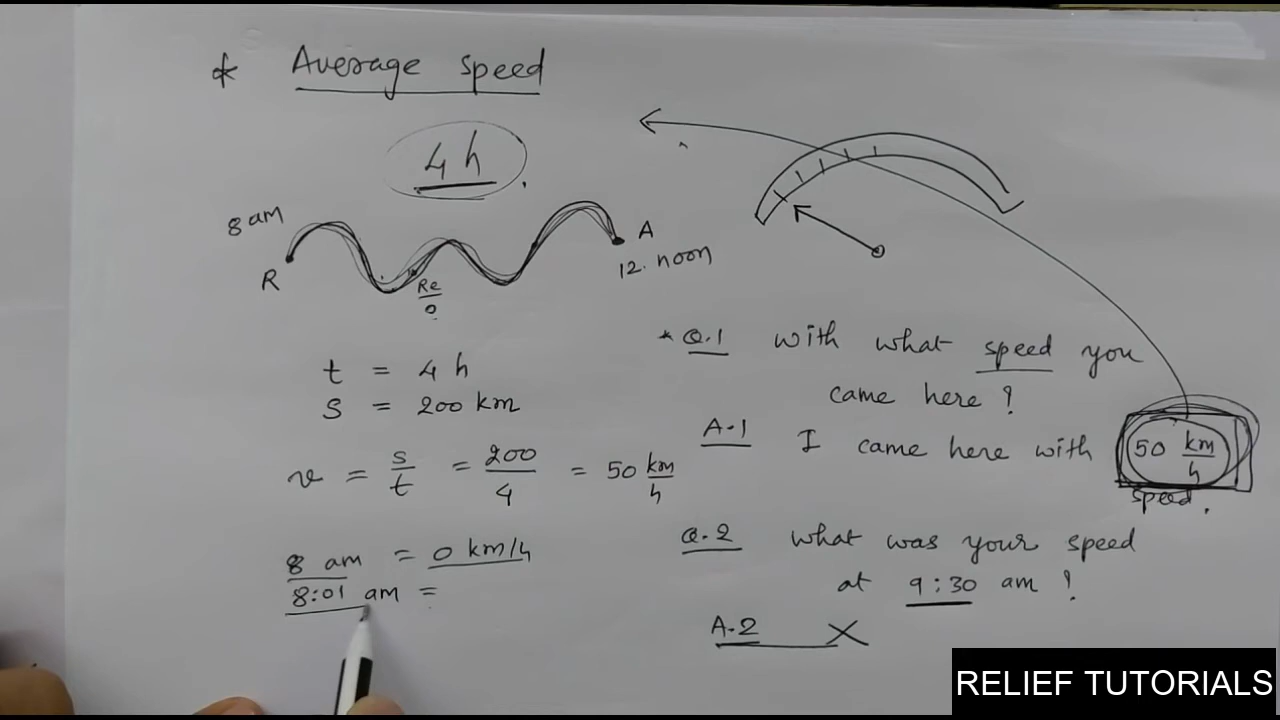 * Average speed
4 h
8 am
R
Re
0
A
12. noon
t = 4 h
S = 200 km
v = s/t = 200/4 = 50 km/h
8 am = 0 km/h
8:01 am =
* Q.1 with what speed you
came here ?
A-1 I came here with 50 km/h
speed.
Q.2 what was your speed
at 9:30 am ?
A-2 X
RELIEF TUTORIALS